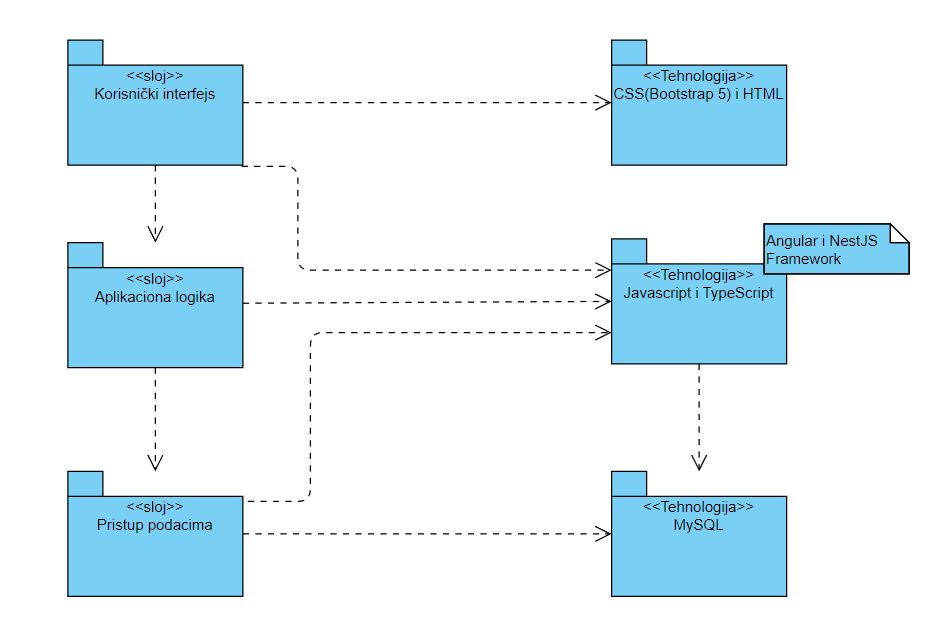 <<sloj>>
Korisnički interfejs
<<Tehnologija>>
CSS(Bootstrap 5) i HTML
<<sloj>>
Aplikaciona logika
Angular i NestJS
Framework
<<Tehnologija>>
Javascript i TypeScript
<<sloj>>
Pristup podacima
<<Tehnologija>>
MySQL